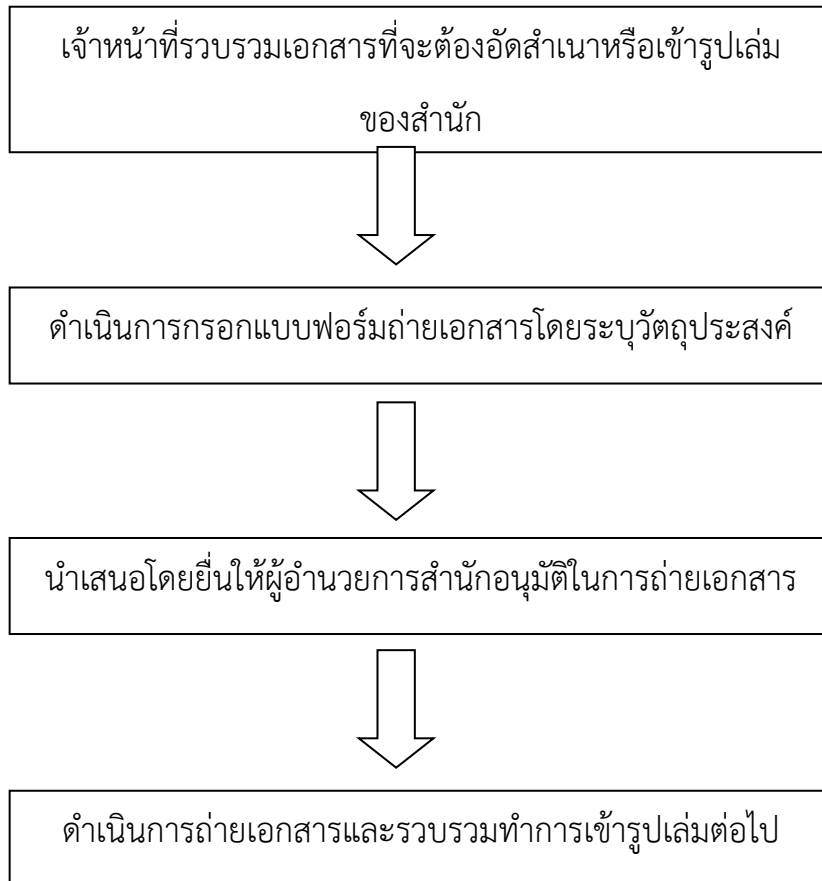 เจ้าหน้าที่รวบรวมเอกสารที่จะต้องอัดสำเนาหรือเข้ารูปเล่ม
ของสำนัก
ดำเนินการกรอกแบบฟอร์มถ่ายเอกสารโดยระบุวัตถุประสงค์
นำเสนอโดยยื่นให้ผู้อำนวยการสำนักอนุมัติในการถ่ายเอกสาร
ดำเนินการถ่ายเอกสารและรวบรวมทำการเข้ารูปเล่มต่อไป